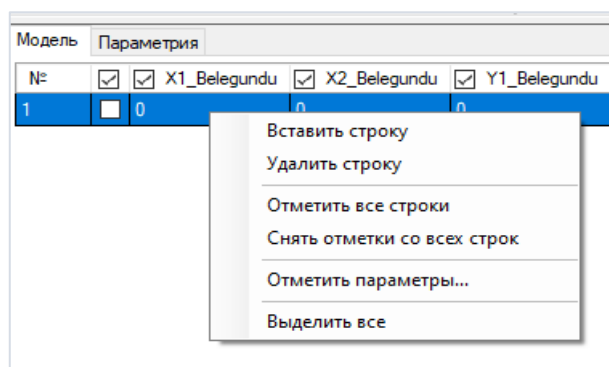 Модель Параметрия
№ X1_Belegundu X2_Belegundu Y1_Belegundu
1 0 0 0
Вставить строку
Удалить строку
Отметить все строки
Снять отметки со всех строк
Отметить параметры...
Выделить все